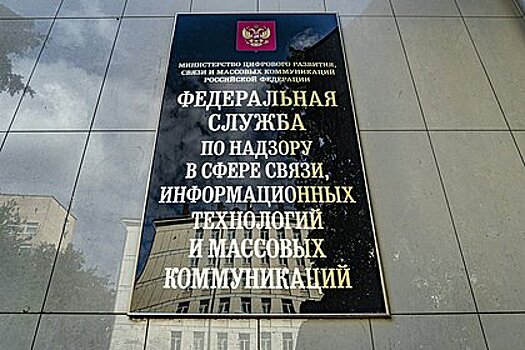 МИНИСТЕРСТВО ЦИФРОВОГО РАЗВИТИЯ,
СВЯЗИ И МАССОВЫХ КОММУНИКАЦИЙ
РОССИЙСКОЙ ФЕДЕРАЦИИ
ФЕДЕРАЛЬНАЯ
СЛУЖБА
ПО НАДЗОРУ
В СФЕРЕ СВЯЗИ,
ИНФОРМАЦИОННЫХ
ТЕХНОЛОГИЙ
И МАССОВЫХ
КОММУНИКАЦИЙ